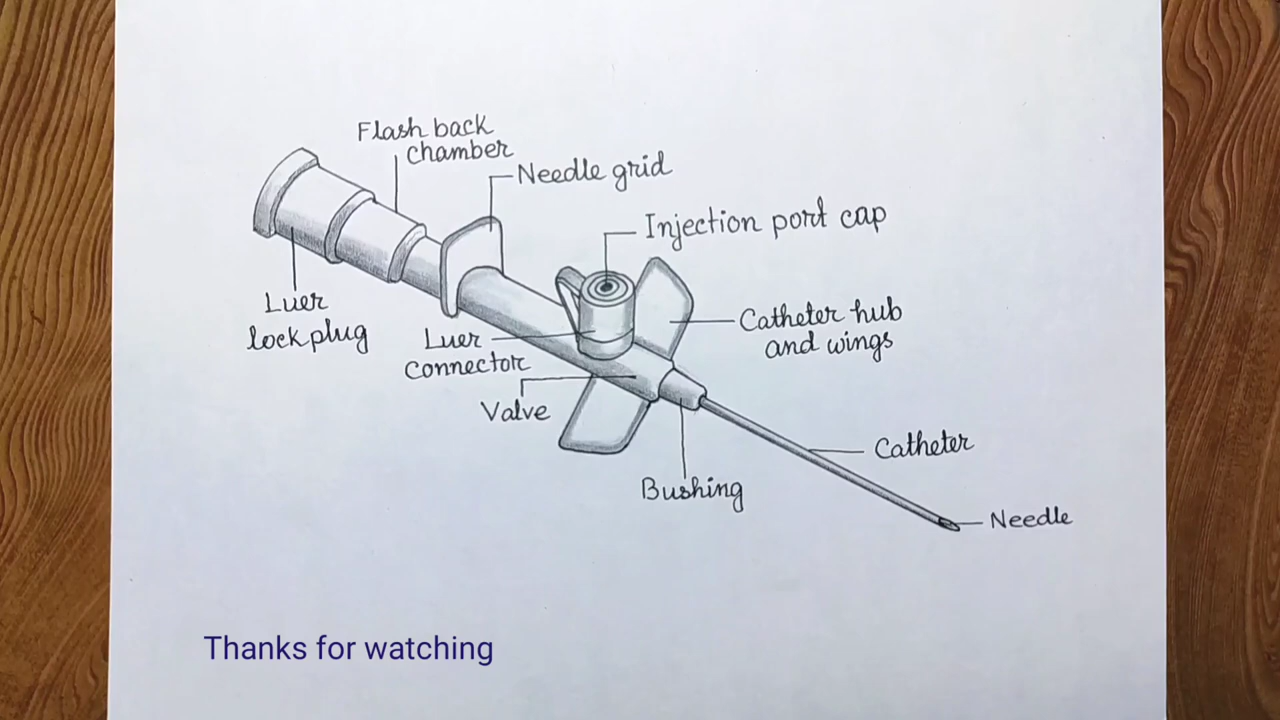 Flash back
chamber
Needle grid
Injection port cap
Luer
lock plug
Luer
connector
Catheter hub
and wings
Valve
Catheter
Bushing
Needle
Thanks for watching